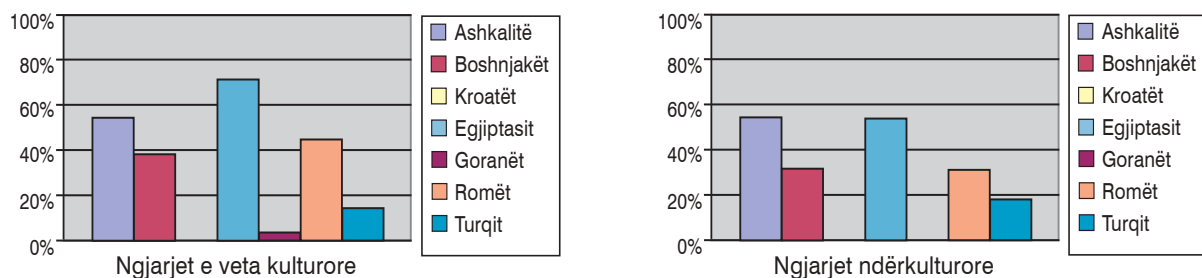 100%
80%
60%
40%
20%
0%
Ngjarjet e veta kulturore
Ashkalitë
Boshnjakët
Kroatët
Egjiptasit
Goranët
Romët
Turqit
100%
80%
60%
40%
20%
0%
Ngjarjet ndërkulturore
Ashkalitë
Boshnjakët
Kroatët
Egjiptasit
Goranët
Romët
Turqit